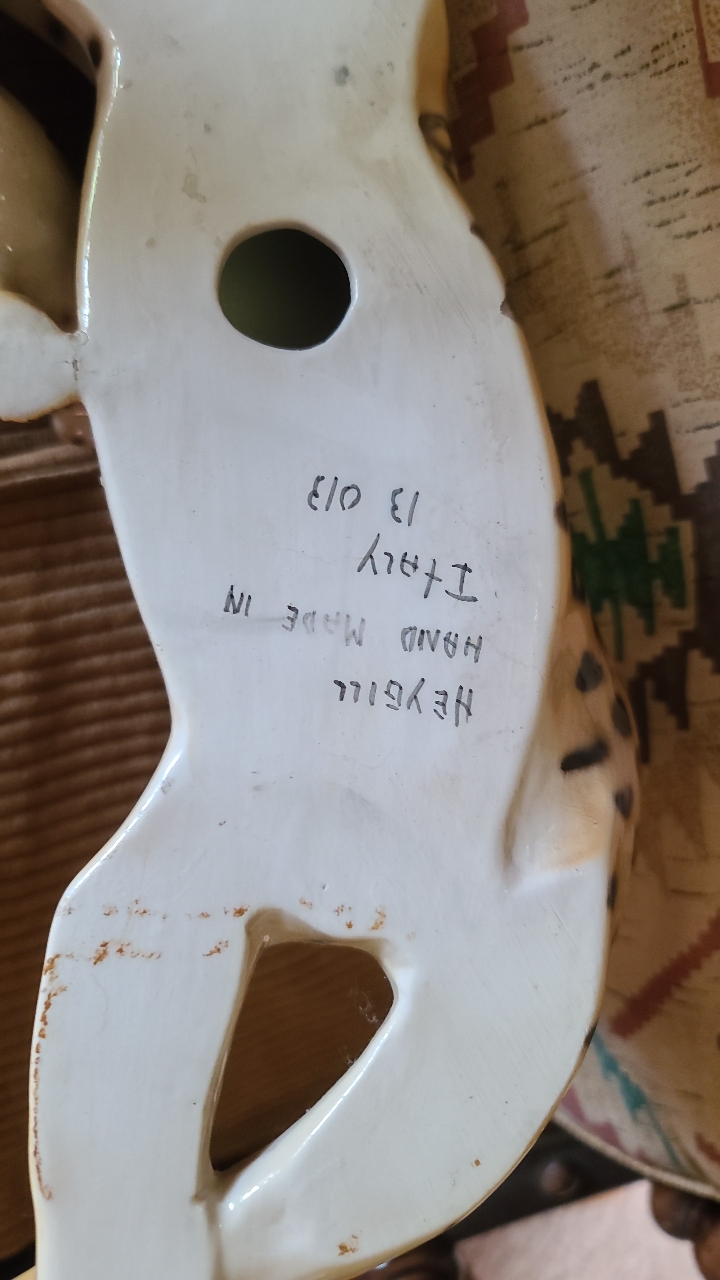 HEYGILL
HAND MADE IN
ItALY
13 013